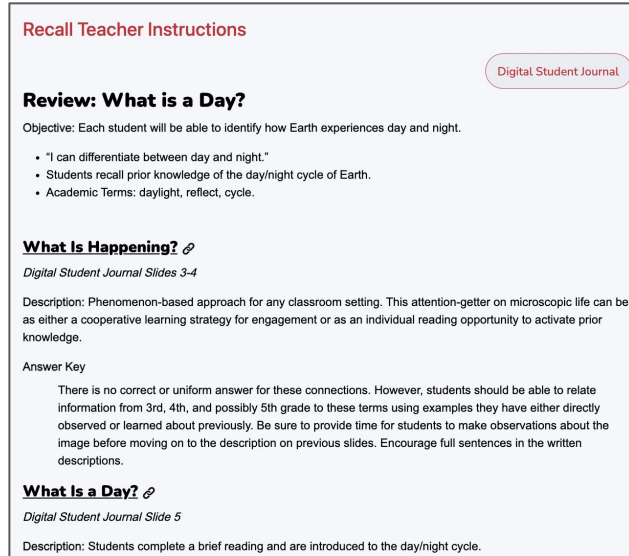 Recall Teacher Instructions
Digital Student Journal
Review: What is a Day?
Objective: Each student will be able to identify how Earth experiences day and night.
• “I can differentiate between day and night.”
• Students recall prior knowledge of the day/night cycle of Earth.
• Academic Terms: daylight, reflect, cycle.
What Is Happening?
Digital Student Journal Slides 3-4
Description: Phenomenon-based approach for any classroom setting. This attention-getter on microscopic life can be
as either a cooperative learning strategy for engagement or as an individual reading opportunity to activate prior
knowledge.
Answer Key
There is no correct or uniform answer for these connections. However, students should be able to relate
information from 3rd, 4th, and possibly 5th grade to these terms using examples they have either directly
observed or learned about previously. Be sure to provide time for students to make observations about the
image before moving on to the description on previous slides. Encourage full sentences in the written
descriptions.
What Is a Day?
Digital Student Journal Slide 5
Description: Students complete a brief reading and are introduced to the day/night cycle.